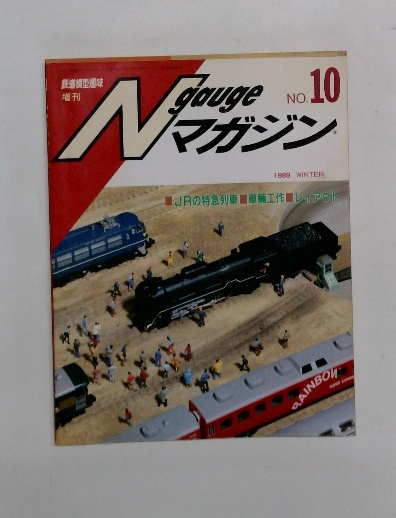 鉄道模型趣味
増刊
N gauge
マガジン
NO.10
1989 WINTER
■JRの特急列車■車輛工作■レイアウト
RAINBOW